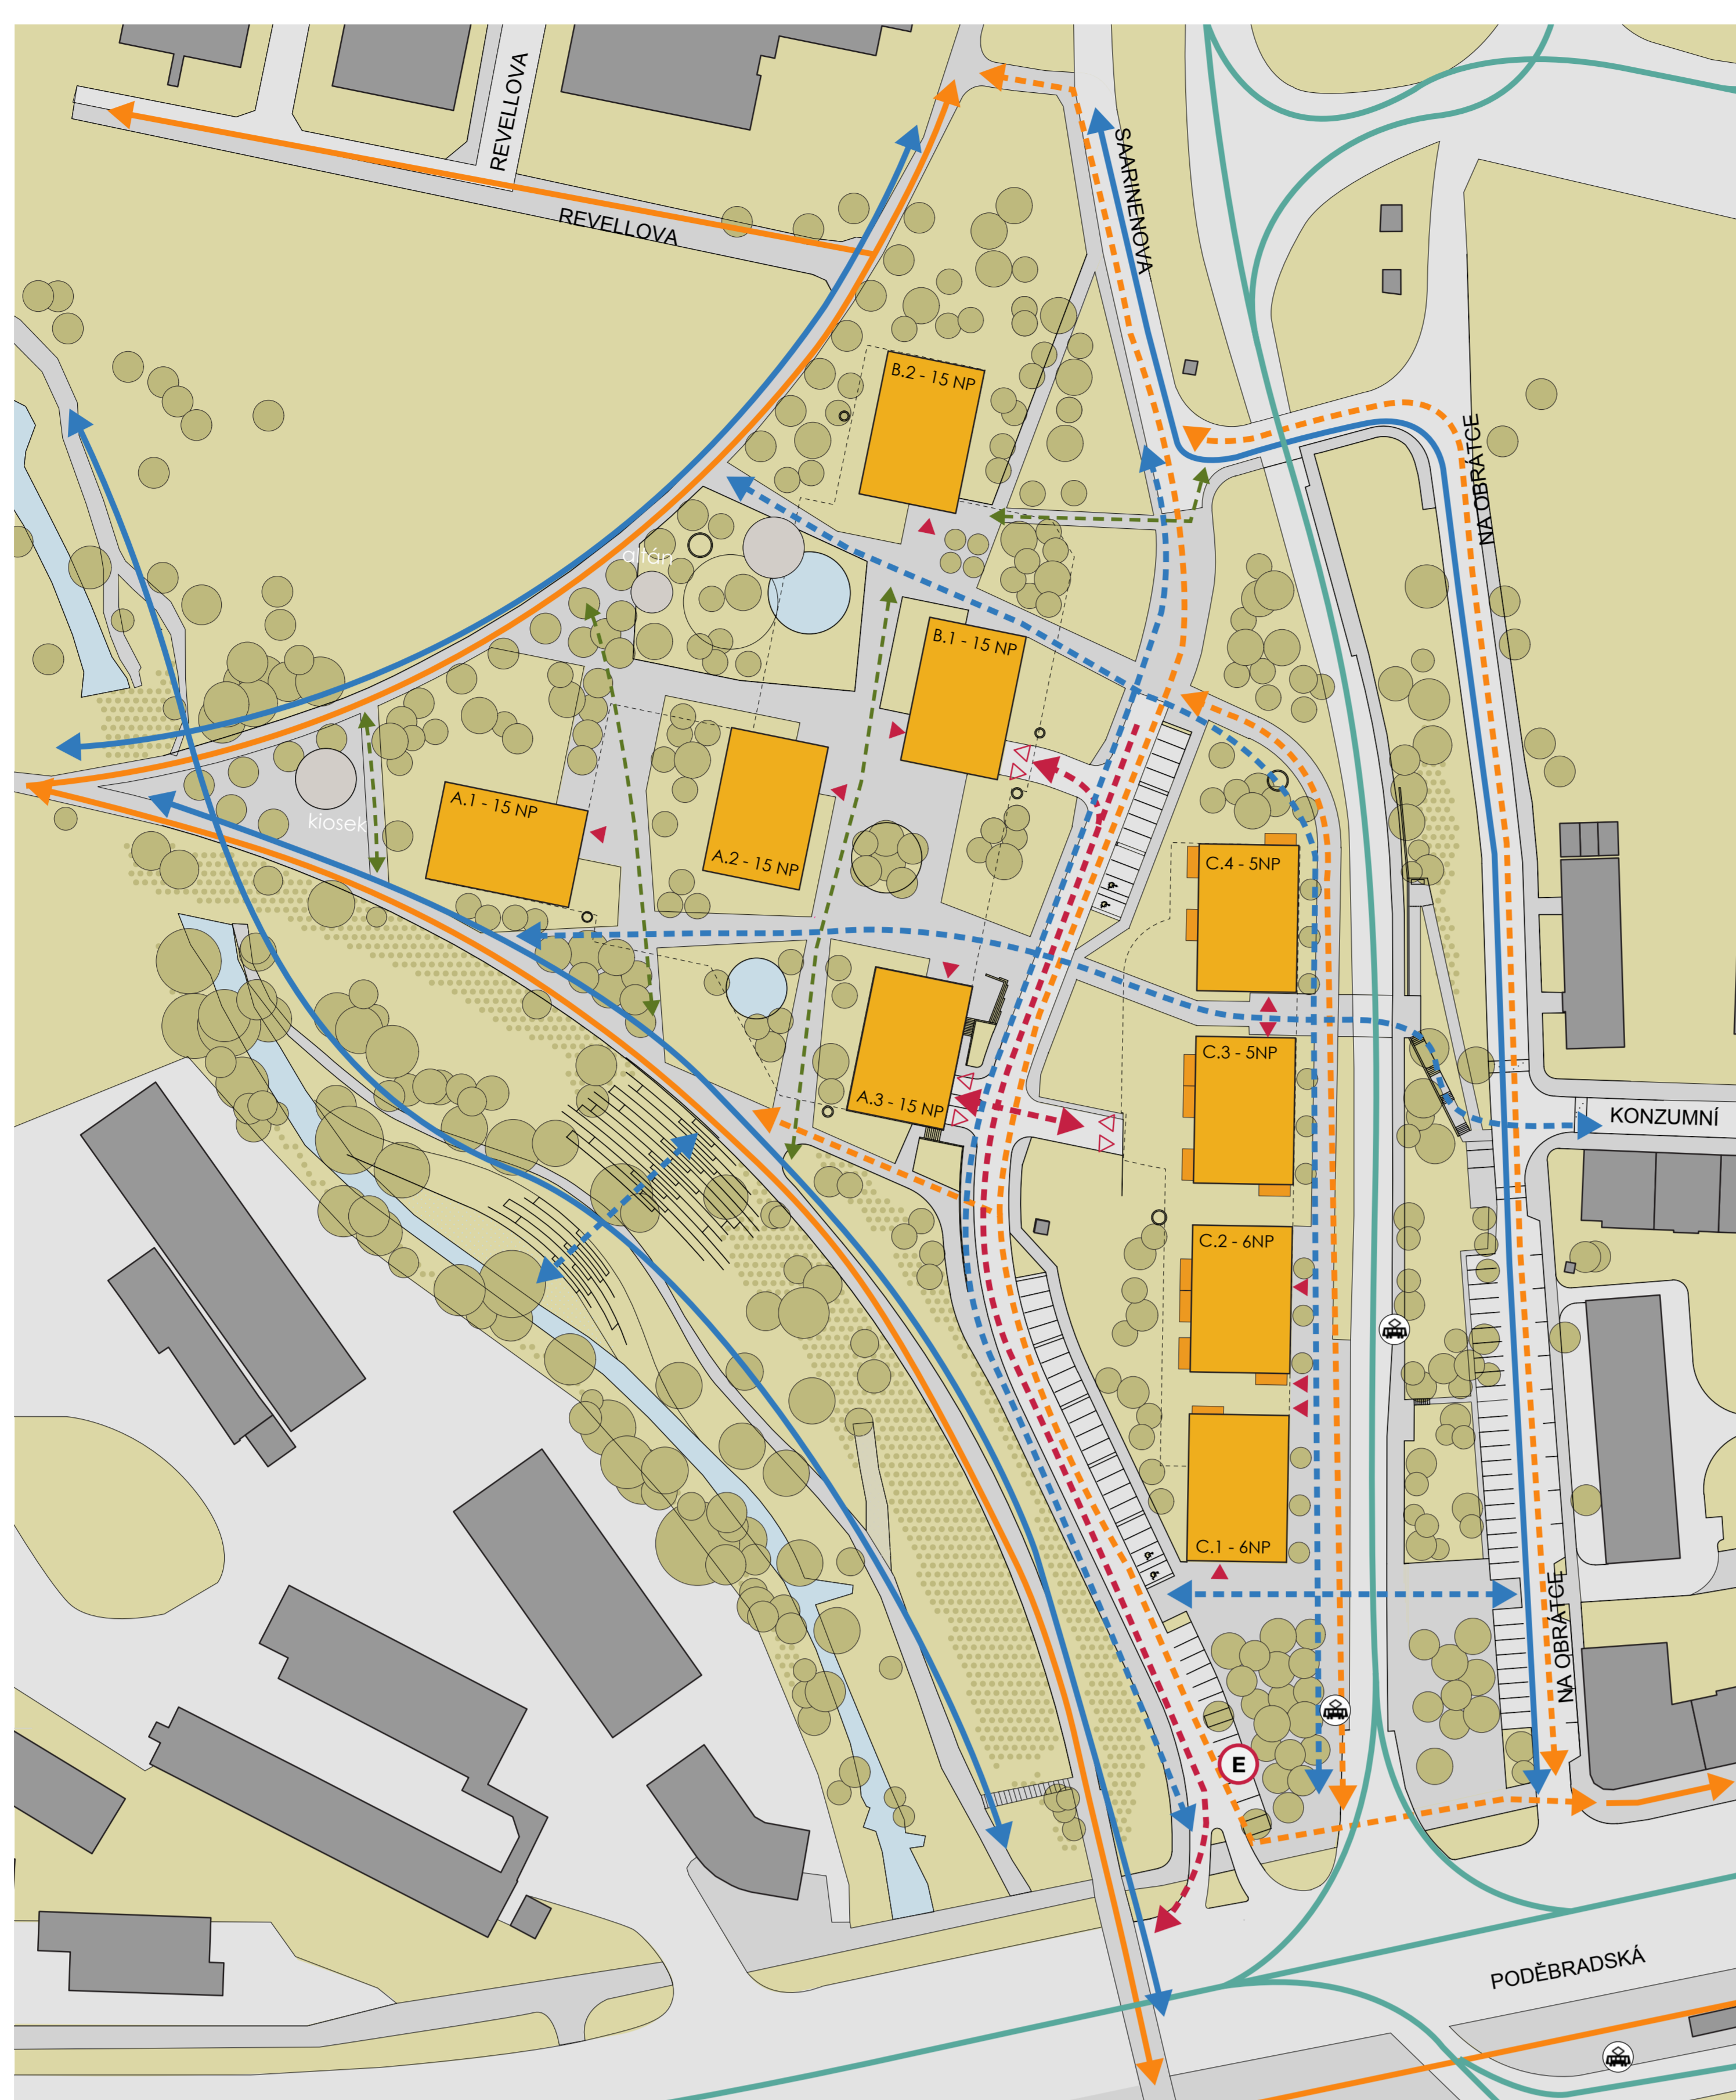 REVELLOVA
REVELLOVA
SAARINENOVA
B.2 - 15 NP
NA OBRÁTCE
altán
B.1 - 15 NP
A.1 - 15 NP
kiosek
A.2 - 15 NP
C.4 - 5NP
C.3 - 5NP
A.3 - 15 NP
KONZUMNÍ
C.2 - 6NP
C.1 - 6NP
NA OBRÁTCE
E
PODĚBRADSKÁ